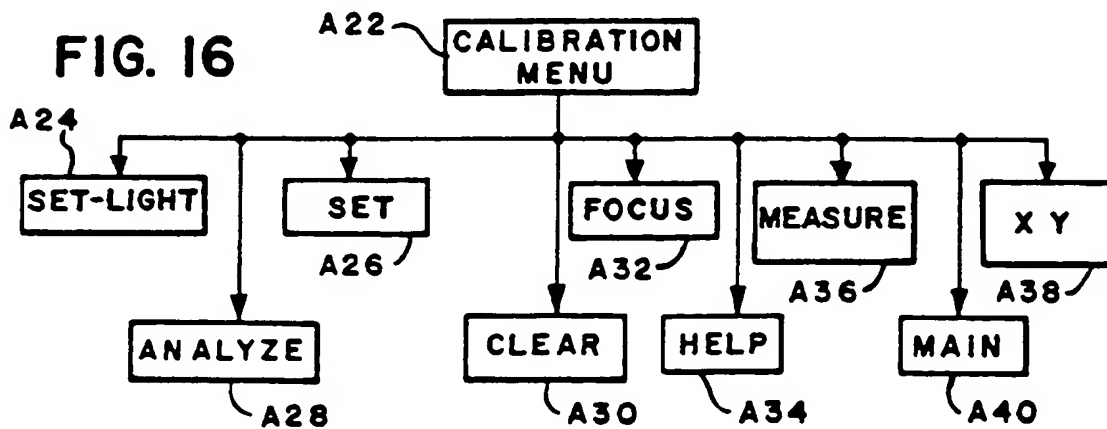 FIG. 16
A22
CALIBRATION
MENU
A24
SET-LIGHT
SET
A26
FOCUS
A32
MEASURE
A36
X Y
A38
ANALYZE
A28
CLEAR
A30
HELP
A34
MAIN
A40